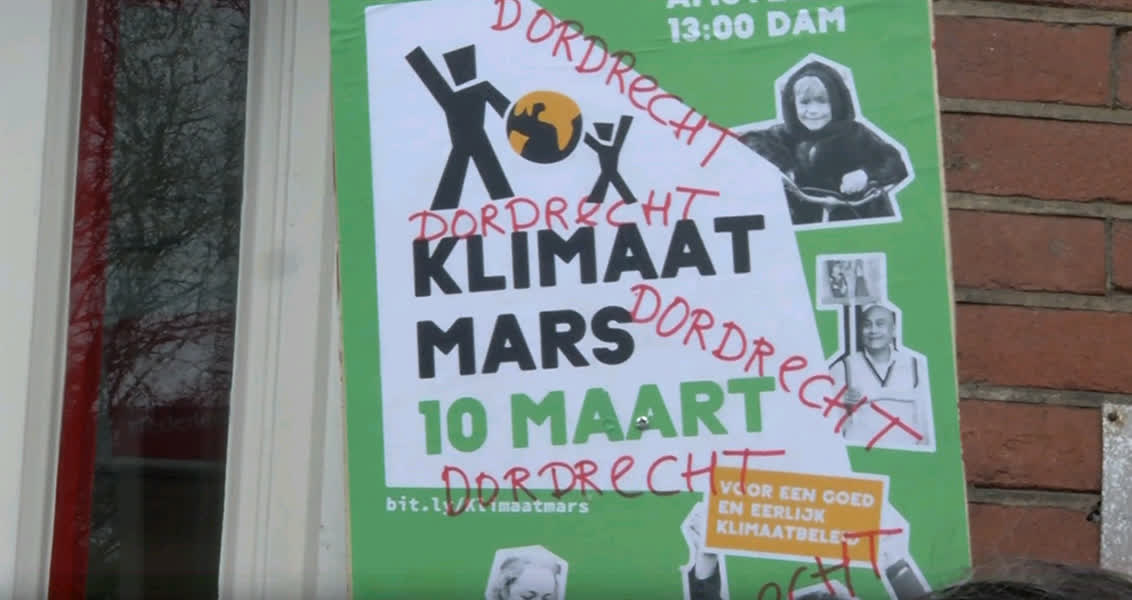 13:00 DAM
DORDRECHT
DORDRECHT
KLIMAAT
MARS
DORDRECHT
10 MAART
DORDRECHT
bit.ly/klimaatmars
VOOR EEN GOED
EN EERLIJK
KLIMAATBELEID